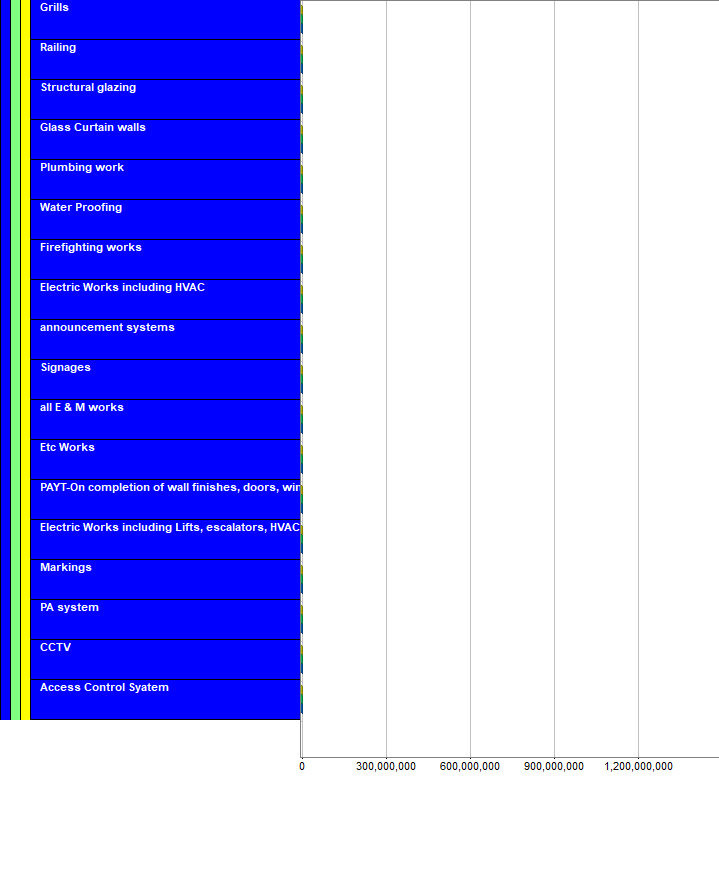 Grills
Railing
Structural glazing
Glass Curtain walls
Plumbing work
Water Proofing
Firefighting works
Electric Works including HVAC
announcement systems
Signages
all E & M works
Etc Works
PAYT-On completion of wall finishes, doors, win
Electric Works including Lifts, escalators, HVAC
Markings
PA system
CCTV
Access Control Syatem
0 300,000,000 600,000,000 900,000,000 1,200,000,000